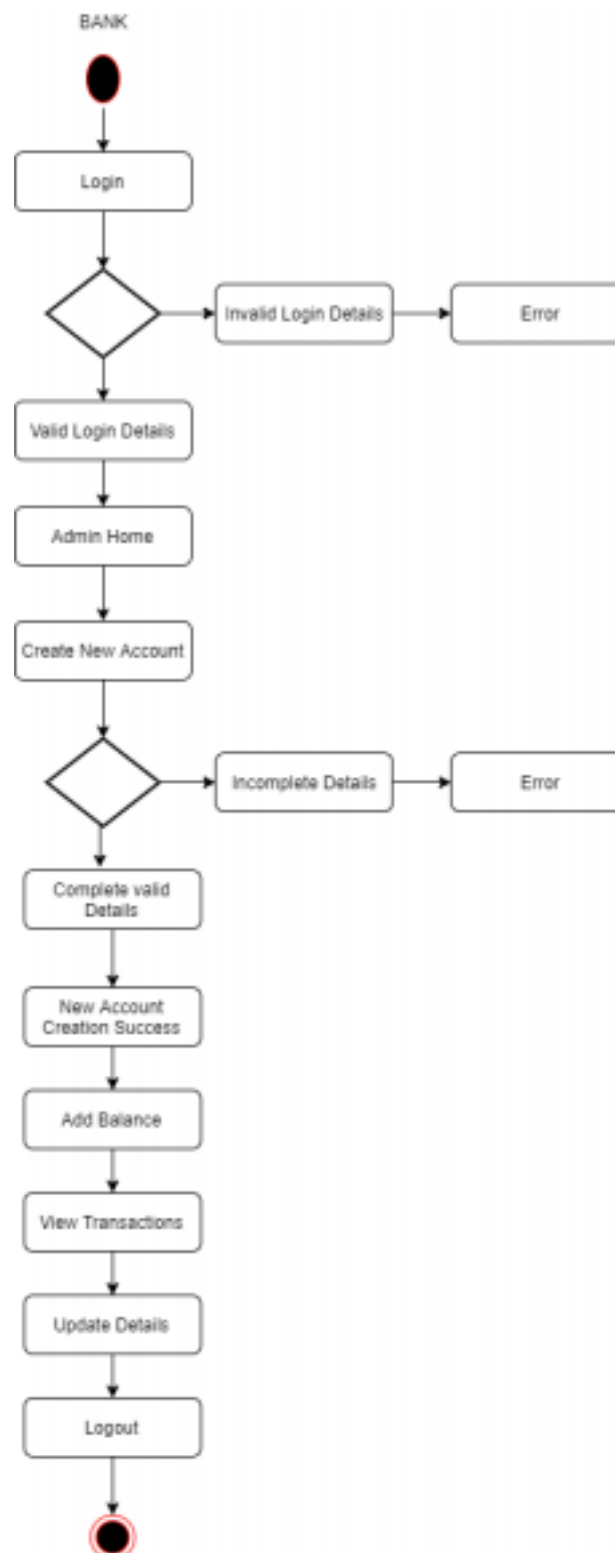 BANK
Login
Invalid Login Details
Error
Valid Login Details
Admin Home
Create New Account
Incomplete Details
Error
Complete valid
Details
New Account
Creation Success
Add Balance
View Transactions
Update Details
Logout